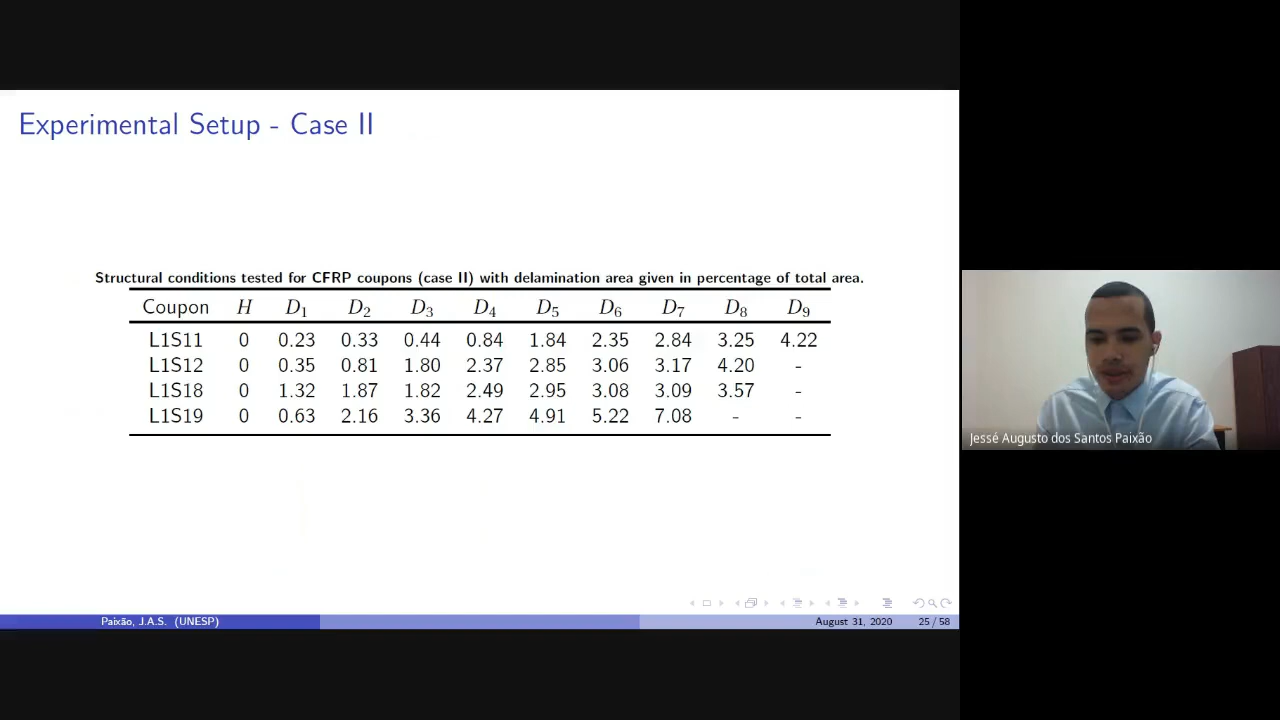 Experimental Setup - Case II
Structural conditions tested for CFRP coupons (case II) with delamination area given in percentage of total area.
Coupon H D1 D2 D3 D4 D5 D6 D7 D8 D9
L1S11 0 0.23 0.33 0.44 0.84 1.84 2.35 2.84 3.25 4.22
L1S12 0 0.35 0.81 1.80 2.37 2.85 3.06 3.17 4.20 -
L1S18 0 1.32 1.87 1.82 2.49 2.95 3.08 3.09 3.57 -
L1S19 0 0.63 2.16 3.36 4.27 4.91 5.22 7.08 - -
Jessé Augusto dos Santos Paixão
Paixão, J.A.S. (UNESP) August 31, 2020 25 / 58